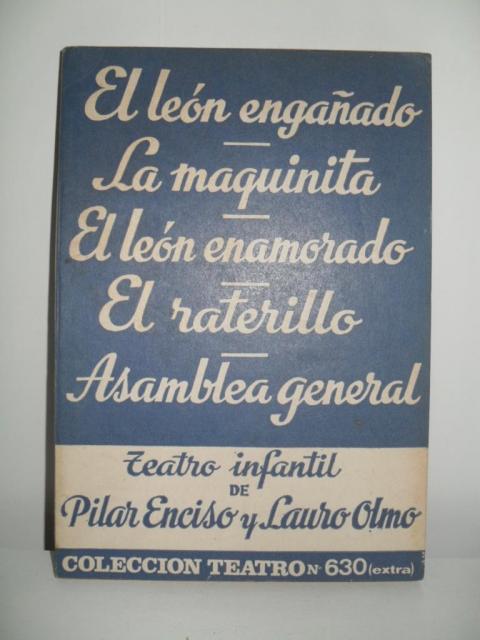 El león engañado
La maquinita
El león enamorado
El raterillo
Asamblea general
Teatro infantil
DE
Pilar Enciso y Lauro Olmo
COLECCION TEATRO Nº 630 (extra)